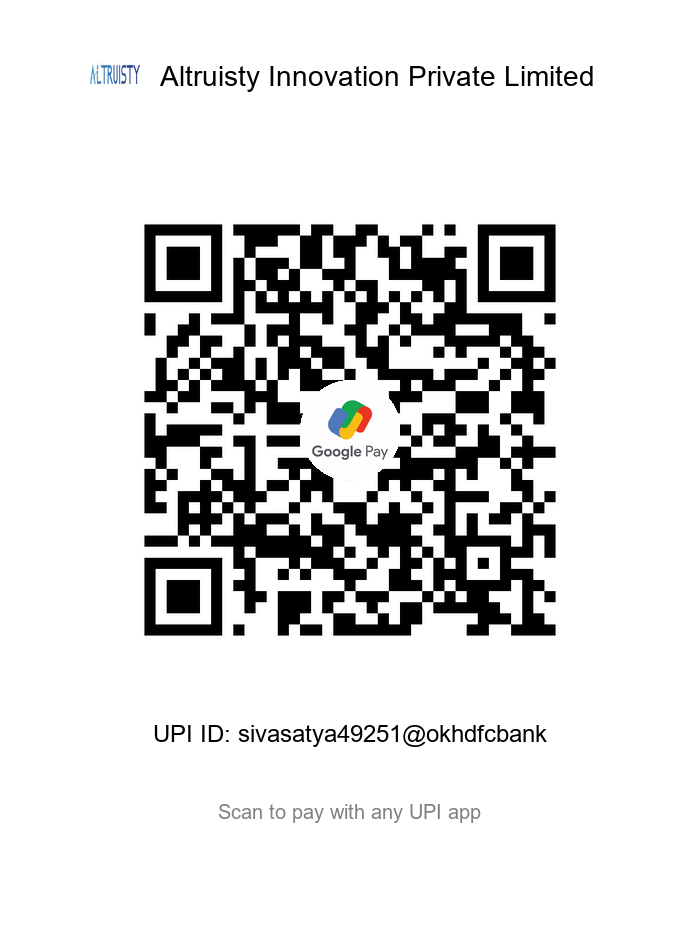 ALTRUISTY Altruisty Innovation Private Limited
Google Pay
UPI ID: sivasatya49251@okhdfcbank
Scan to pay with any UPI app